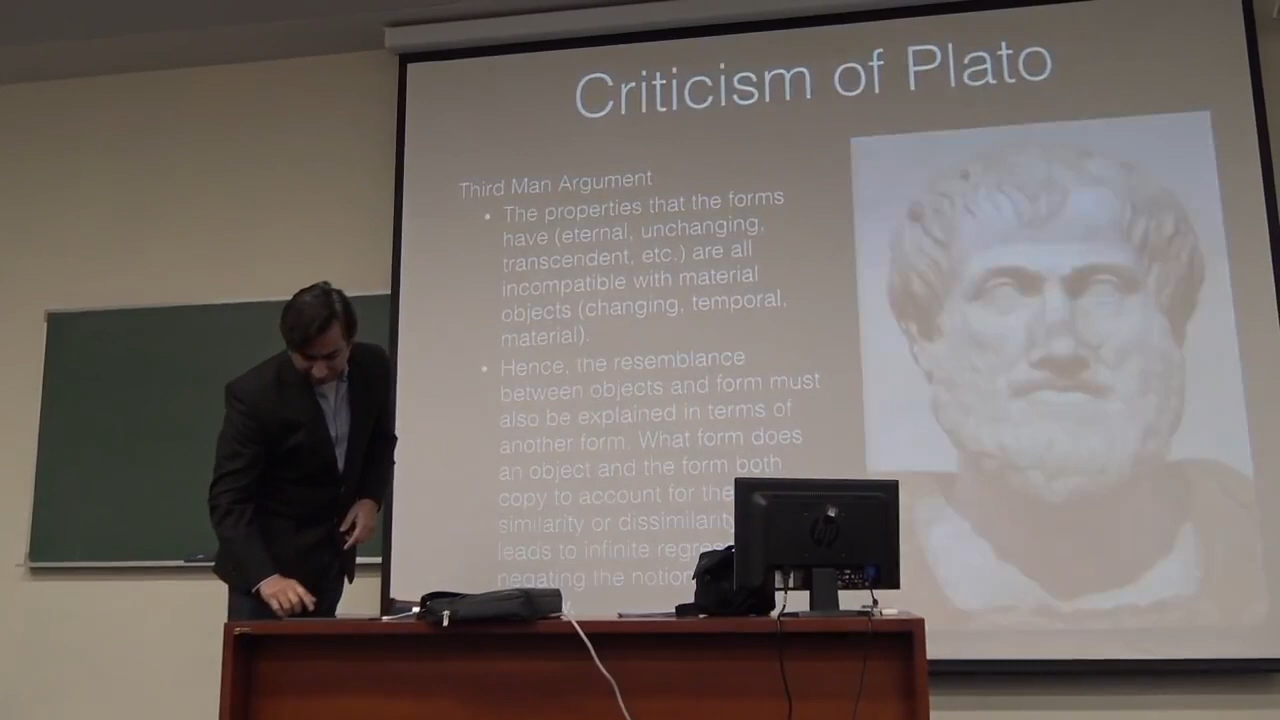 Criticism of Plato
Third Man Argument
• The properties that the forms
have (eternal, unchanging,
transcendent, etc.) are all
incompatible with material
objects (changing, temporal,
material).
• Hence, the resemblance
between objects and form must
also be explained in terms of
another form. What form does
an object and the form both
copy to account for the
similarity or dissimilarity
leads to infinite regress
negating the notion
hp